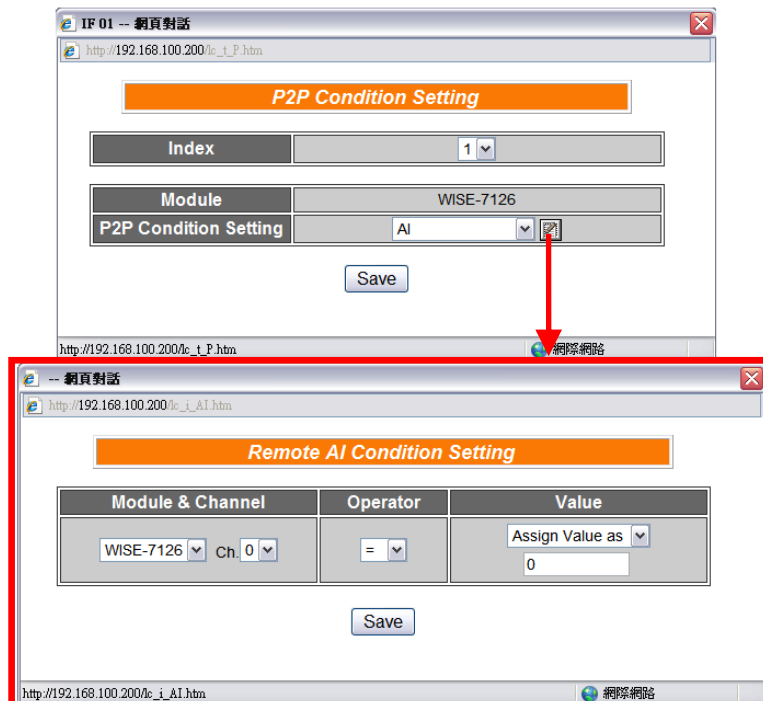 IF 01 -- 網頁對話
http://192.168.100.200/lc_t_P.htm
P2P Condition Setting
Index 1
Module WISE-7126
P2P Condition Setting AI
Save
http://192.168.100.200/lc_t_P.htm 網際網路
-- 網頁對話
http://192.168.100.200/lc_i_AI.htm
Remote AI Condition Setting
Module & Channel Operator Value
WISE-7126 Ch. 0 = Assign Value as
0
Save
http://192.168.100.200/lc_i_AI.htm 網際網路